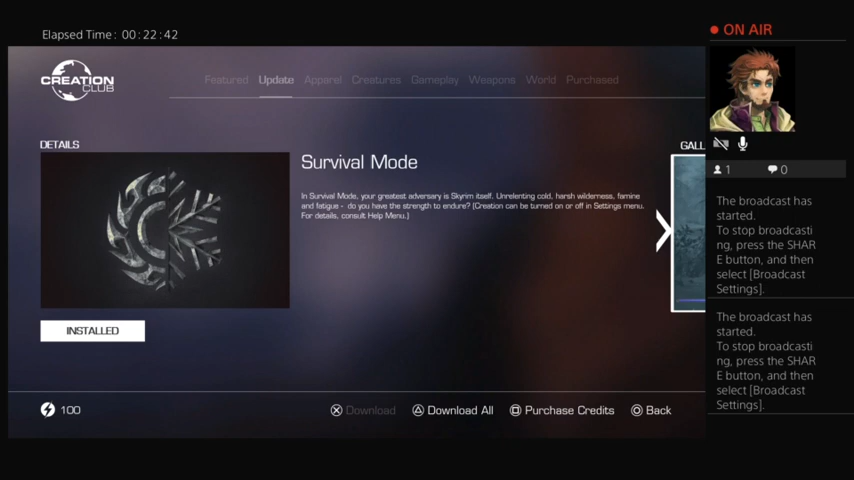 Elapsed Time: 00:22:42
ON AIR
CREATION
CLUB
Featured Update Apparel Creatures Gameplay Weapons World Purchased
DETAILS
GALL
Survival Mode
In Survival Mode, your greatest adversary is Skyrim itself. Unrelenting cold, harsh wilderness, famine
and fatigue - do you have the strength to endure? (Creation can be turned on or off in Settings menu.
For details, consult Help Menu.)
INSTALLED
100
Download Download All Purchase Credits Back
1 0
The broadcast has
started.
To stop broadcasti
ng, press the SHAR
E button, and then
select [Broadcast
Settings].
The broadcast has
started.
To stop broadcasti
ng, press the SHAR
E button, and then
select [Broadcast
Settings].